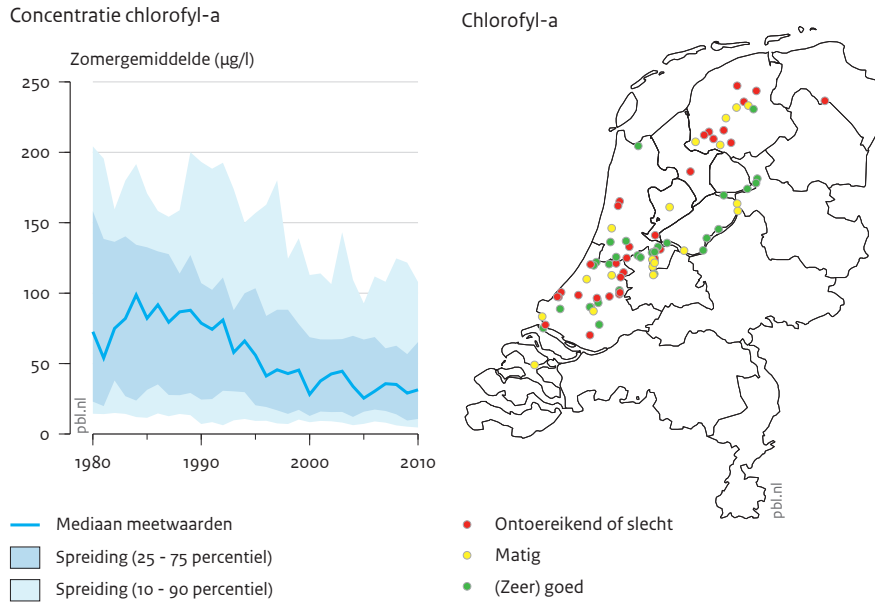 Concentratie chlorofyl-a
Zomergemiddelde (µg/l)
250
200
150
100
50
0
pbl.nl
1980
1990
2000
2010
Mediaan meetwaarden
Spreiding (25 - 75 percentiel)
Spreiding (10 - 90 percentiel)
Chlorofyl-a
pbl.nl
Ontoereikend of slecht
Matig
(Zeer) goed